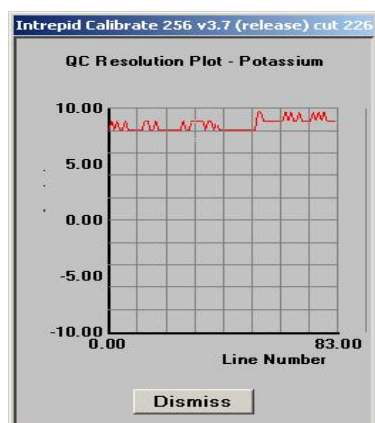 Intrepid Calibrate 256 v3.7 (release) cut 226
QC Resolution Plot - Potassium
10.00
5.00
0.00
-5.00
-10.00
0.00
83.00
Line Number
Dismiss